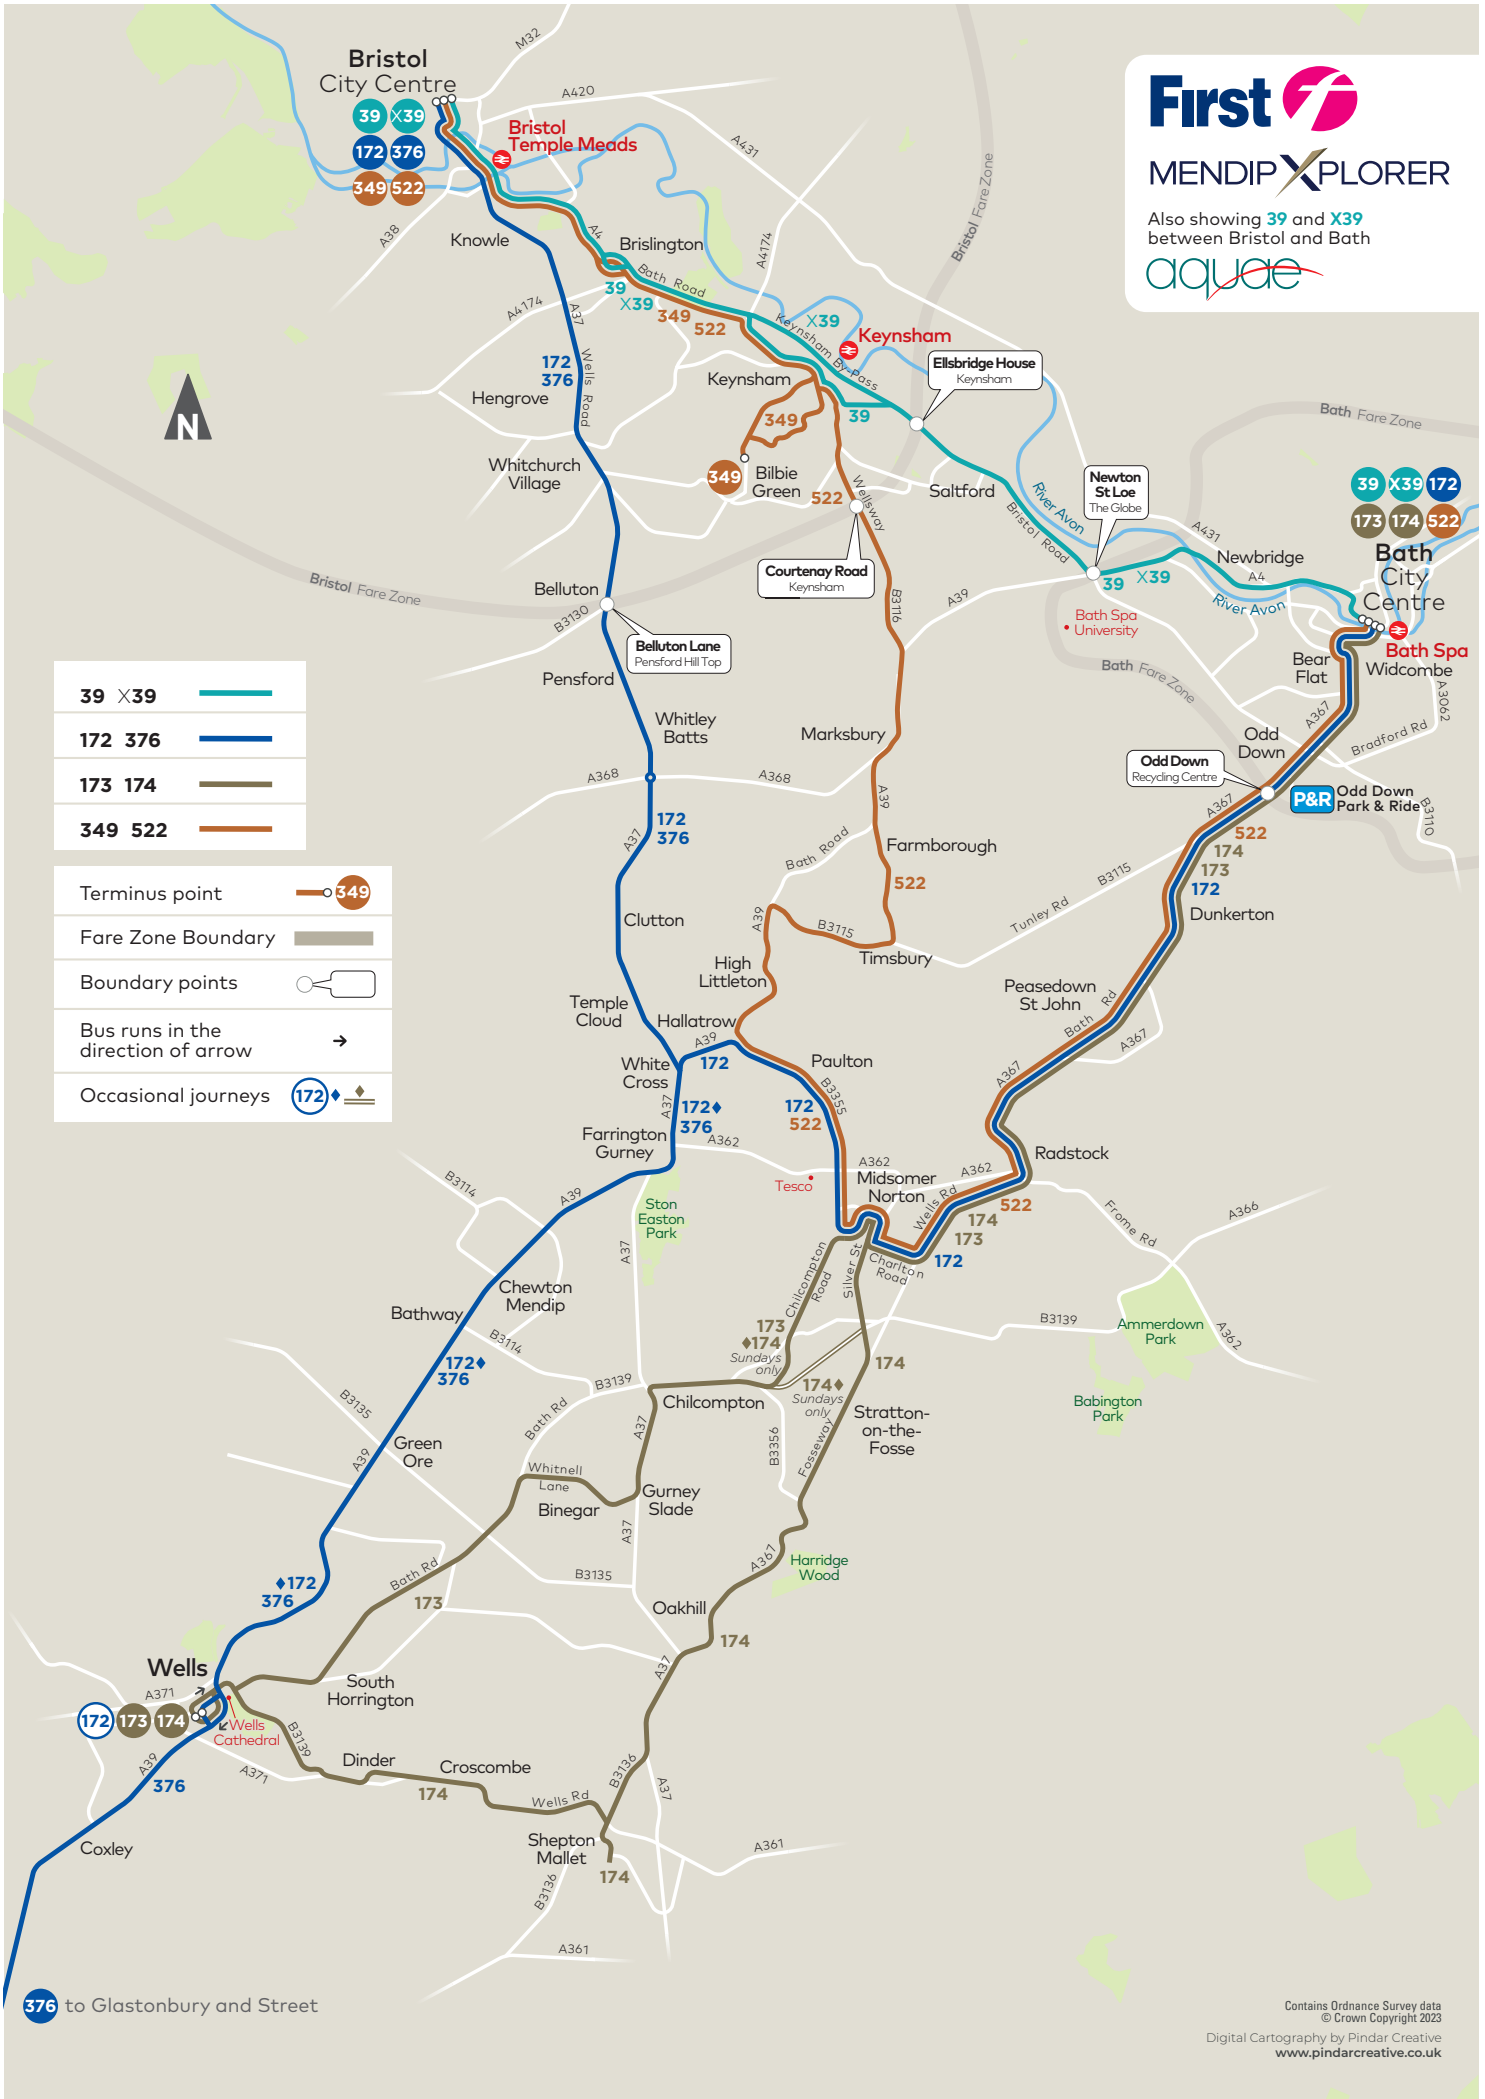 Bristol
City Centre
39 X39
172 376
349 522
M32
A420
Bristol
Temple Meads
A431
A38
Knowle
A4
Brislington
A4174
Bristol Fare Zone
First
MENDIP XPLORER
Also showing 39 and X39
between Bristol and Bath
aquae
Bath Road
39
X39
349
522
A4174
A37
Wells Road
172
376
Hengrove
Keynsham By-Pass
X39
Keynsham
Keynsham
Ellsbridge House
Keynsham
39
349
349
Bilbie
Green
N
Whitchurch
Village
522
Wellsway
Saltford
Bristol Road
River Avon
Newton
St Loe
The Globe
Bath Fare Zone
39 X39 172
173 174 522
Bath
City
Centre
A431
Newbridge
A4
River Avon
39
X39
Courtenay Road
Keynsham
Bristol Fare Zone
Belluton
B3130
Belluton Lane
Pensford Hill Top
B3116
A39
Bath Spa
University
Bath Fare Zone
Bear
Flat
Bath Spa
Widcombe
A3062
A367
Bradford Rd
Odd
Down
Odd Down
Recycling Centre
P&R
Odd Down
Park & Ride
B3110
Pensford
Whitley
Batts
A368
A368
Marksbury
A39
39 X39
172 376
173 174
349 522
172
376
A37
Bath Road
Farmborough
522
A367
522
174
173
172
B3115
Tunley Rd
Dunkerton
Terminus point
349
Fare Zone Boundary
Boundary points
Bus runs in the
direction of arrow
Occasional journeys
172
Clutton
A39
B3115
Timsbury
High
Littleton
Peasedown
St John
Bath Rd
A367
A367
Temple
Cloud
Hallatrow
A39
172
White
Cross
Paulton
B3355
172
522
A37
172
376
Farrington
Gurney
A362
A362
Tesco
Midsomer
Norton
A362
Wells Rd
Radstock
522
174
173
172
Charlton
Road
Frome Rd
A366
B3114
A39
Ston
Easton
Park
A37
Chilcompton
Road
Silver St
Chewton
Mendip
Bathway
B3114
172
376
173
174
Sundays
only
B3139
Ammerdown
Park
A362
174
174
Sundays
only
B3135
B3139
Bath Rd
Chilcompton
Babington
Park
Stratton-
on-the-
Fosse
Fosseway
B3356
A37
A39
Green
Ore
Whitnell
Lane
Binegar
Gurney
Slade
A37
A367
Harridge
Wood
172
376
Bath Rd
173
B3135
Oakhill
174
A37
Wells
A371
172 173 174
Wells
Cathedral
South
Horrington
B3139
A371
A39
376
Dinder
Croscombe
174
Wells Rd
B3136
A37
Coxley
Shepton
Mallet
174
A361
B3136
A361
376 to Glastonbury and Street
Contains Ordnance Survey data
© Crown Copyright 2023
Digital Cartography by Pindar Creative
www.pindarcreative.co.uk